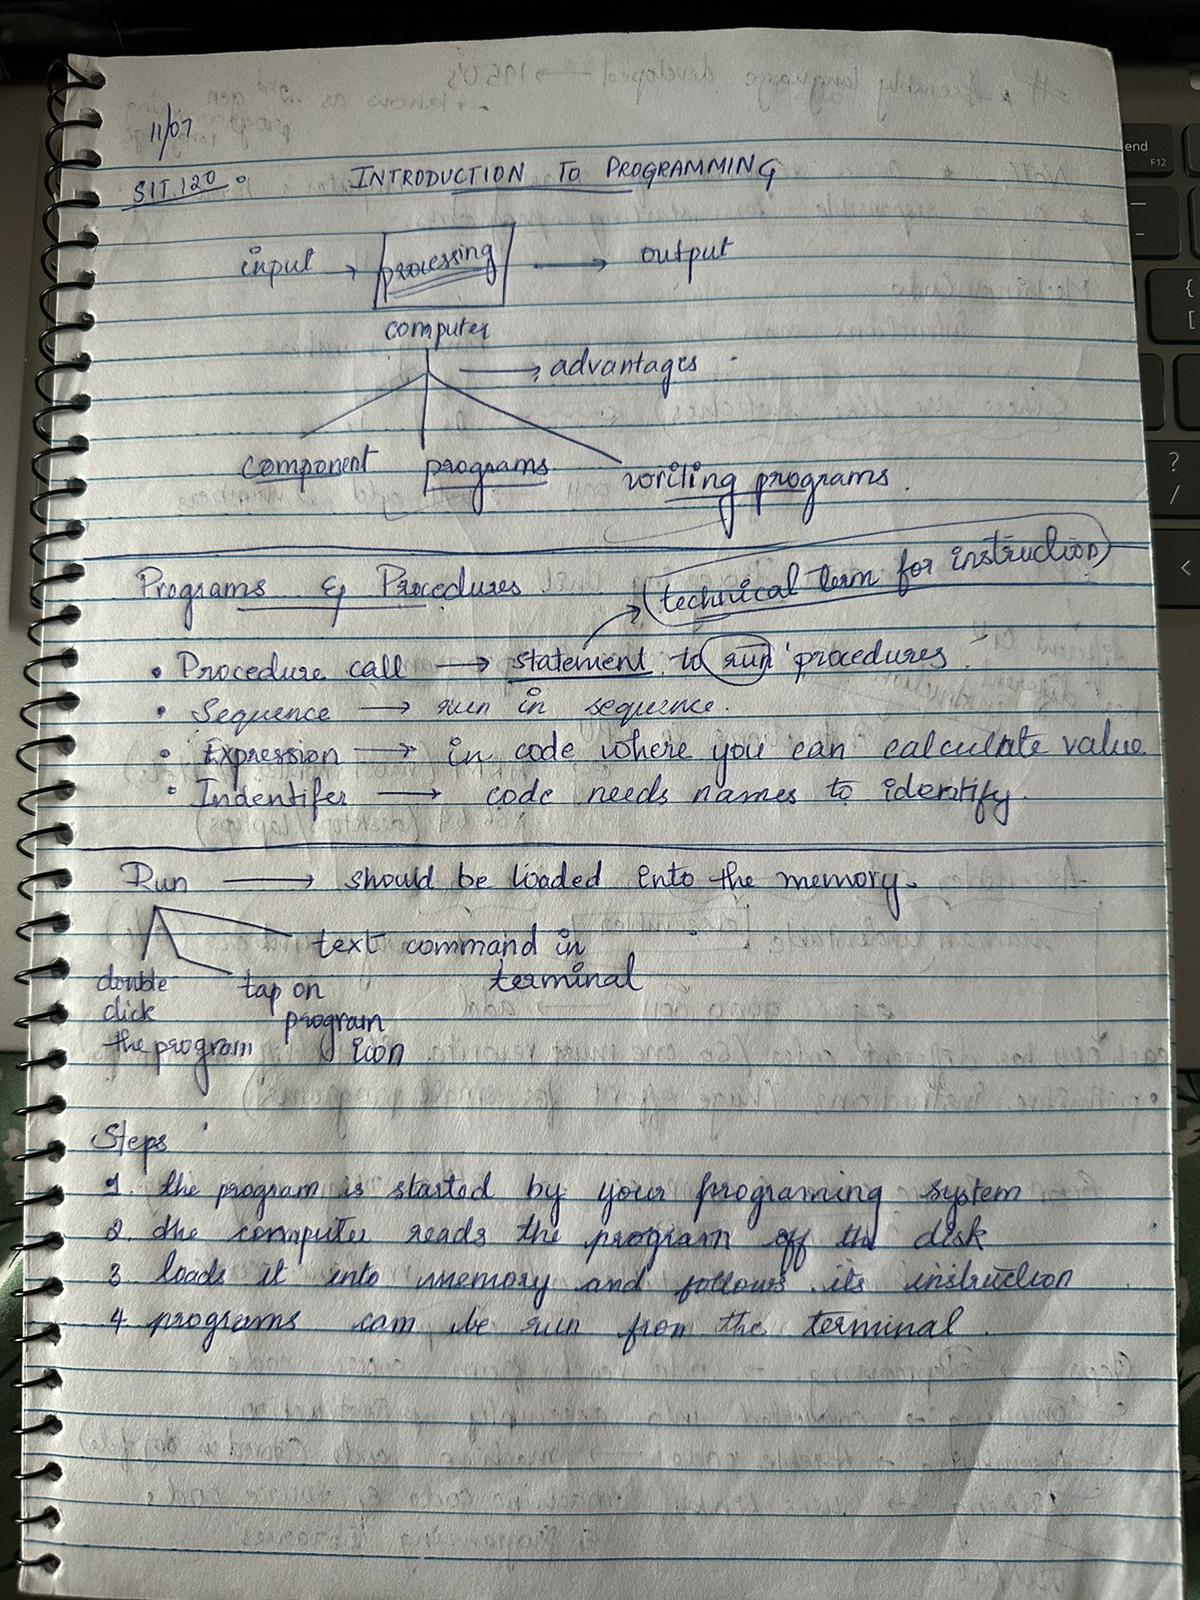 11/07
SIT.120 : INTRODUCTION TO PROGRAMMING
input → processing → output
computer
→ advantages
component programs writing programs.
Programs & Procedures
technical term for instruction
• Procedure call → statement to run procedures.
• Sequence → run in sequence.
• Expression → in code where you can calculate value
• Indentifer → code needs names to identify.
Run → should be loaded into the memory.
text command in
terminal
double tap on
click program
the program icon
Steps
1. the program is started by your programing system
2. the computer reads the program off the disk
3 loads it into memory and follows its instruction
4. programs can be run from the terminal.
end
F12
{
[
?
/
<